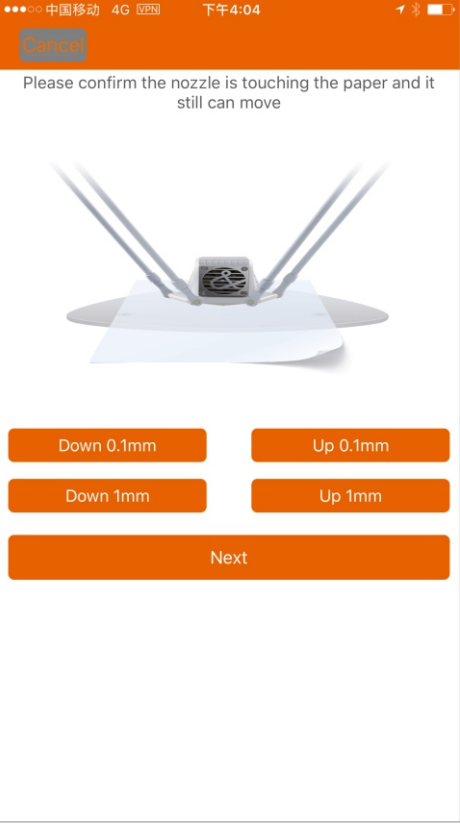 中国移动 4G VPN 下午4:04
Cancel
Please confirm the nozzle is touching the paper and it
still can move
Down 0.1mm Up 0.1mm
Down 1mm Up 1mm
Next